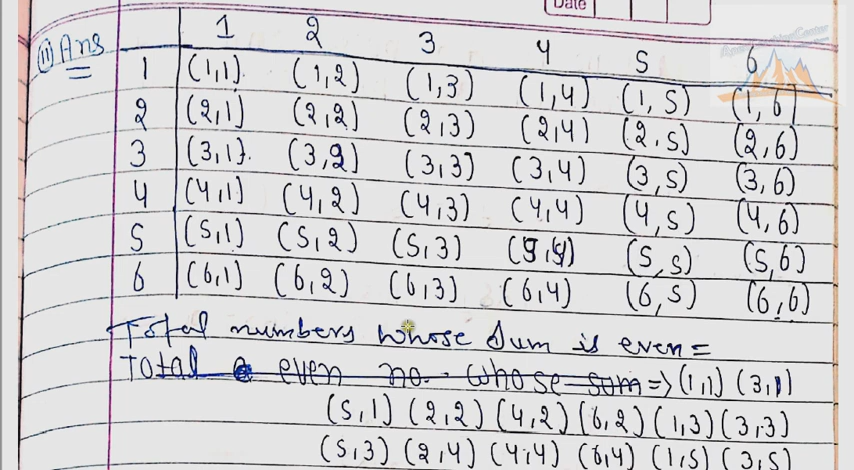 Date
(ii) Ans 1 2 3 4 5 6
1 (1,1) (1,2) (1,3) (1,4) (1,5) (1,6)
2 (2,1) (2,2) (2,3) (2,4) (2,5) (2,6)
3 (3,1) (3,2) (3,3) (3,4) (3,5) (3,6)
4 (4,1) (4,2) (4,3) (4,4) (4,5) (4,6)
5 (5,1) (5,2) (5,3) (5,4) (5,5) (5,6)
6 (6,1) (6,2) (6,3) (6,4) (6,5) (6,6)
Total numbers whose sum is even =
Total even no. whose sum => (1,1) (3,1)
(5,1) (2,2) (4,2) (6,2) (1,3) (3,3)
(5,3) (2,4) (4,4) (6,4) (1,5) (3,5)